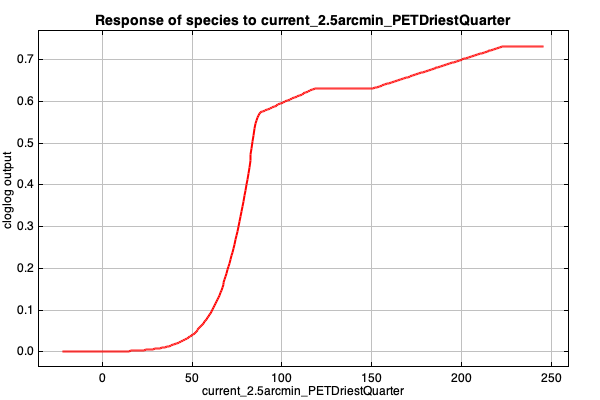 Response of species to current_2.5arcmin_PETDriestQuarter
cloglog output
0.7
0.6
0.5
0.4
0.3
0.2
0.1
0.0
0 50 100 150 200 250
current_2.5arcmin_PETDriestQuarter